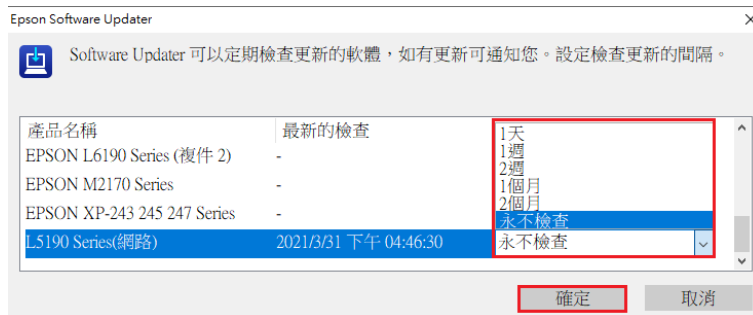 Epson Software Updater
Software Updater 可以定期檢查更新的軟體，如有更新可通知您。設定檢查更新的間隔。
產品名稱 最新的檢查
1天
1週
2週
1個月
2個月
永不檢查
EPSON L6190 Series (複件 2) -
EPSON M2170 Series -
EPSON XP-243 245 247 Series -
L5190 Series(網路) 2021/3/31 下午 04:46:30 永不檢查
確定 取消